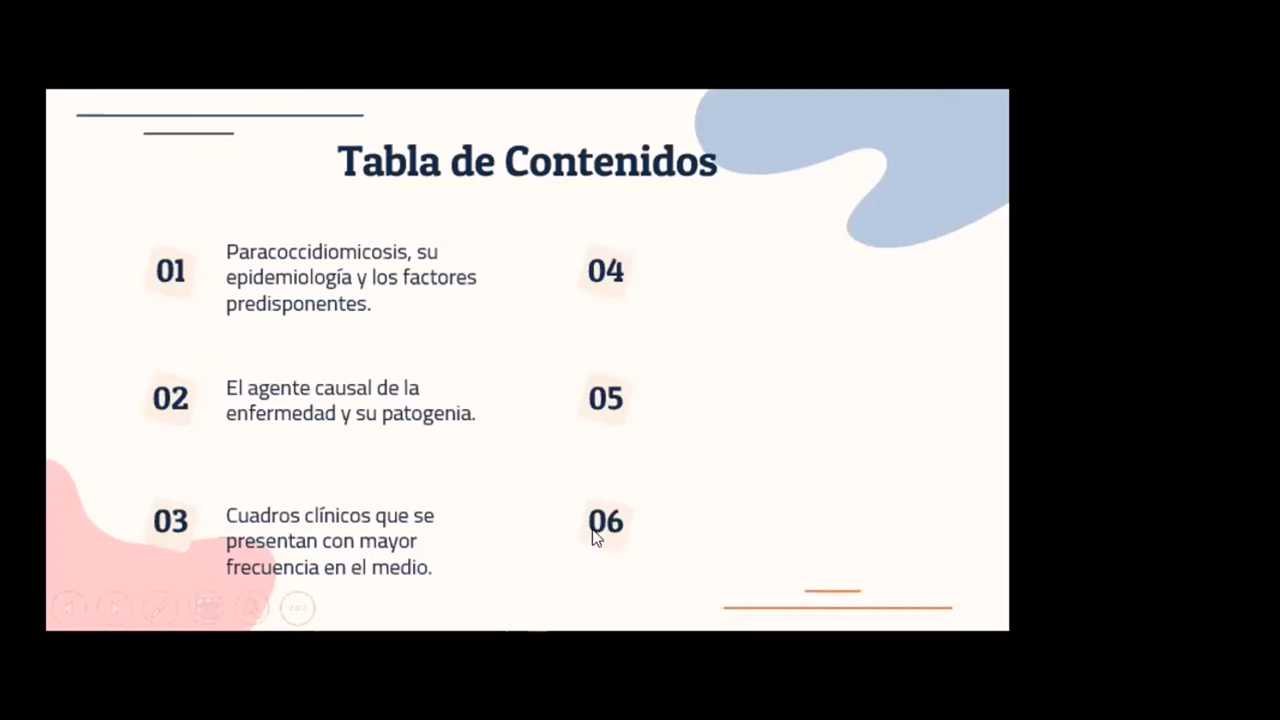 Tabla de Contenidos
01
Paracoccidiomicosis, su
epidemiología y los factores
predisponentes.
02
El agente causal de la
enfermedad y su patogenia.
03
Cuadros clínicos que se
presentan con mayor
frecuencia en el medio.
04
05
06